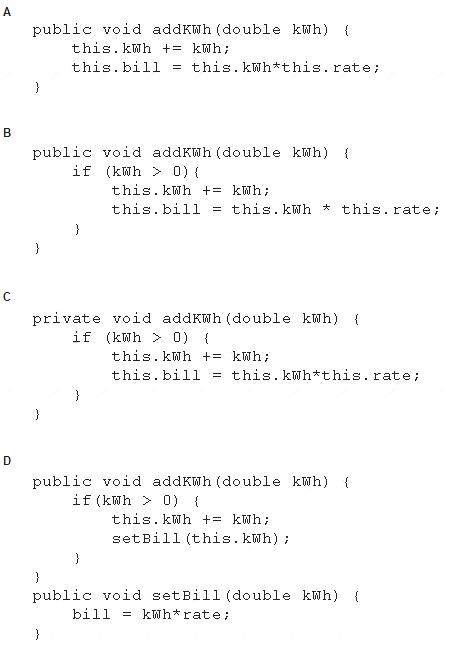 A
public void addKWh(double kWh) {
this.kWh += kWh;
this.bill = this.kWh*this.rate;
}
B
public void addKWh(double kWh) {
if (kWh > 0){
this.kWh += kWh;
this.bill = this.kWh * this.rate;
}
}
C
private void addKWh(double kWh) {
if (kWh > 0) {
this.kWh += kWh;
this.bill = this.kWh*this.rate;
}
}
D
public void addKWh(double kWh) {
if(kWh > 0) {
this.kWh += kWh;
setBill(this.kWh);
}
}
public void setBill(double kWh) {
bill = kWh*rate;
}